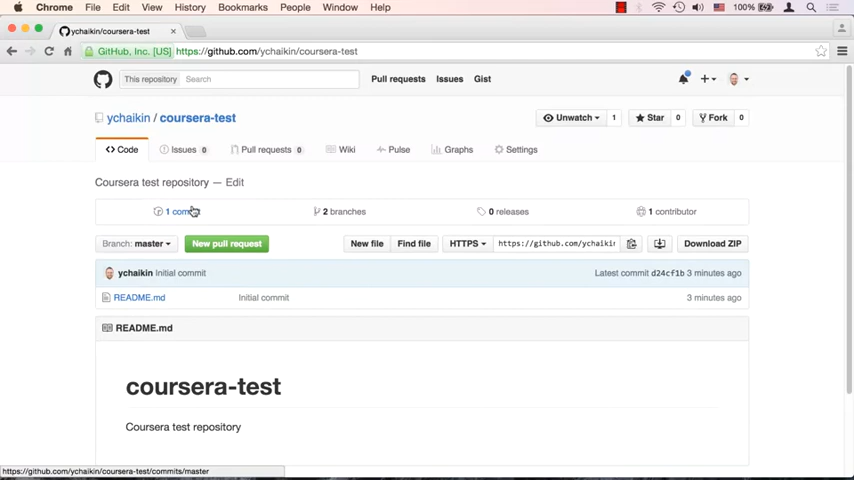 Chrome File Edit View History Bookmarks People Window Help 100%
ychaikin/coursera-test
GitHub, Inc. [US] https://github.com/ychaikin/coursera-test
This repository Search Pull requests Issues Gist
ychaikin / coursera-test Unwatch 1 Star 0 Fork 0
Code Issues 0 Pull requests 0 Wiki Pulse Graphs Settings
Coursera test repository — Edit
1 comm 2 branches 0 releases 1 contributor
Branch: master New pull request New file Find file HTTPS https://github.com/ychaikin Download ZIP
ychaikin Initial commit Latest commit d24cf1b 3 minutes ago
README.md Initial commit 3 minutes ago
README.md
coursera-test
Coursera test repository
https://github.com/ychaikin/coursera-test/commits/master